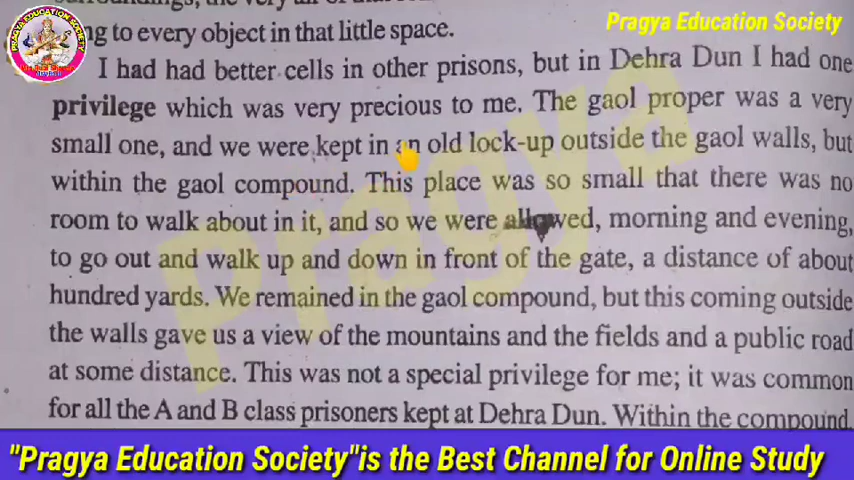 Pragya Education Society
ng to every object in that little space.
I had had better cells in other prisons, but in Dehra Dun I had one
privilege which was very precious to me. The gaol proper was a very
small one, and we were kept in an old lock-up outside the gaol walls, but
within the gaol compound. This place was so small that there was no
room to walk about in it, and so we were allowed, morning and evening,
to go out and walk up and down in front of the gate, a distance of about
hundred yards. We remained in the gaol compound, but this coming outside
the walls gave us a view of the mountains and the fields and a public road
at some distance. This was not a special privilege for me; it was common
for all the A and B class prisoners kept at Dehra Dun. Within the compound,
Pragya
"Pragya Education Society"is the Best Channel for Online Study